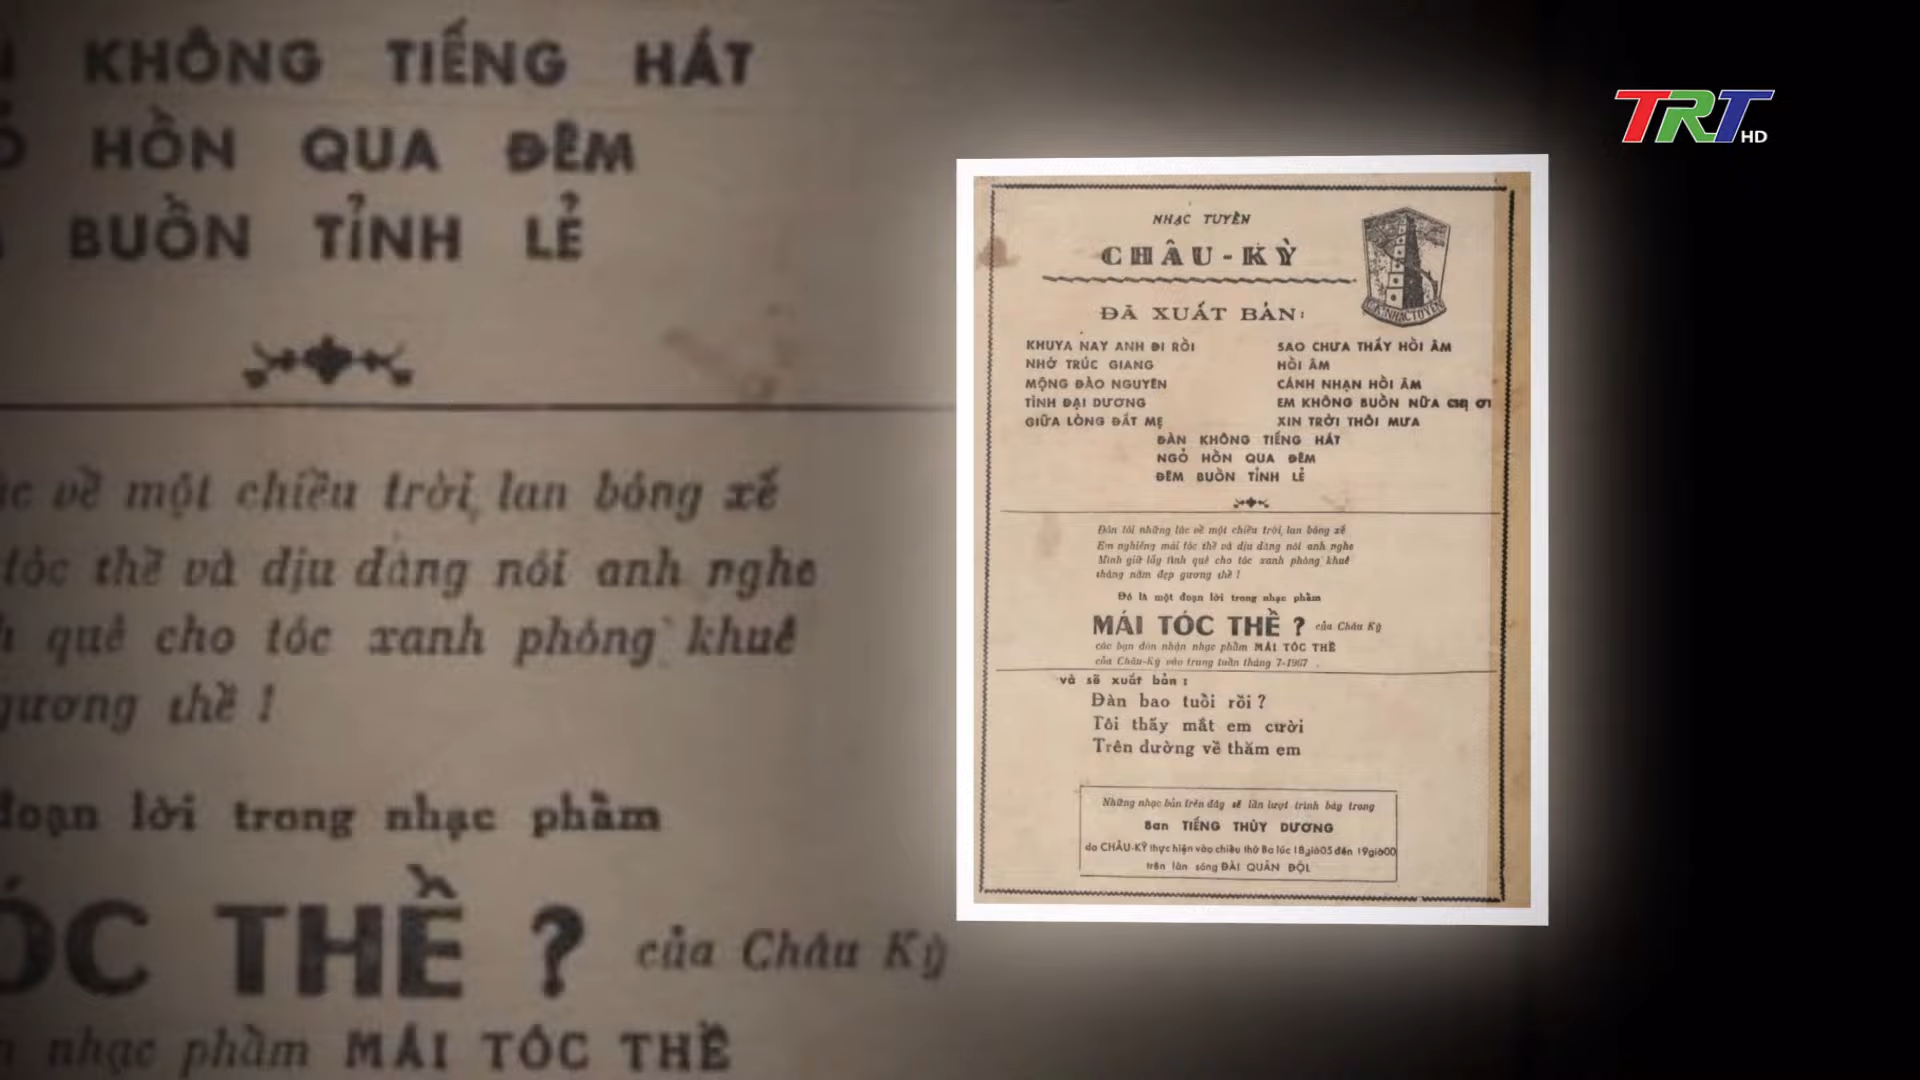 KHÔNG TIẾNG HÁT
HỒN QUA ĐÊM
BUỒN TỈNH LẺ
về một chiều trời, lan bóng xế
tóc thề và dịu dàng nói anh nghe
quê cho tóc xanh phòng khuê
gương thề !
đoạn lời trong nhạc phẩm
TÓC THỀ ? của Châu Kỳ
nhạc phẩm MÁI TÓC THỀ
TRT HD
NHẠC TUYỂN
CHÂU-KỲ
C.K. NHẠC TUYỂN
ĐÃ XUẤT BẢN :
KHUYA NAY ANH ĐI RỒI
NHỚ TRÚC GIANG
MỘNG ĐÀO NGUYÊN
TÌNH ĐẠI DƯƠNG
GIỮA LÒNG ĐẤT MẸ
SAO CHƯA THẤY HỒI ÂM
HỒI ÂM
CÁNH NHẠN HỒI ÂM
EM KHÔNG BUỒN NỮA CHỊ ƠI
XIN TRỜI THÔI MƯA
ĐÀN KHÔNG TIẾNG HÁT
NGỎ HỒN QUA ĐÊM
ĐÊM BUỒN TỈNH LẺ
Đón tôi những lúc về một chiều trời, lan bóng xế
Em nghiêng mái tóc thề và dịu dàng nói anh nghe
Mình giữ lấy tình quê cho tóc xanh phòng khuê
tháng năm đẹp gương thề !
Đó là một đoạn lời trong nhạc phẩm
MÁI TÓC THỀ ? của Châu Kỳ
các bạn đón nhận nhạc phẩm MÁI TÓC THỀ
của Châu-Kỳ vào trung tuần tháng 7-1967 .
và sẽ xuất bản :
Đàn bao tuổi rồi ?
Tôi thấy mắt em cười
Trên đường về thăm em
Những nhạc bản trên đây sẽ lần lượt trình bày trong
Ban TIẾNG THÙY DƯƠNG
do CHÂU-KỲ thực hiện vào chiều thứ Ba lúc 18giờ05 đến 19giờ00
trên làn sóng ĐÀI QUÂN ĐỘI.